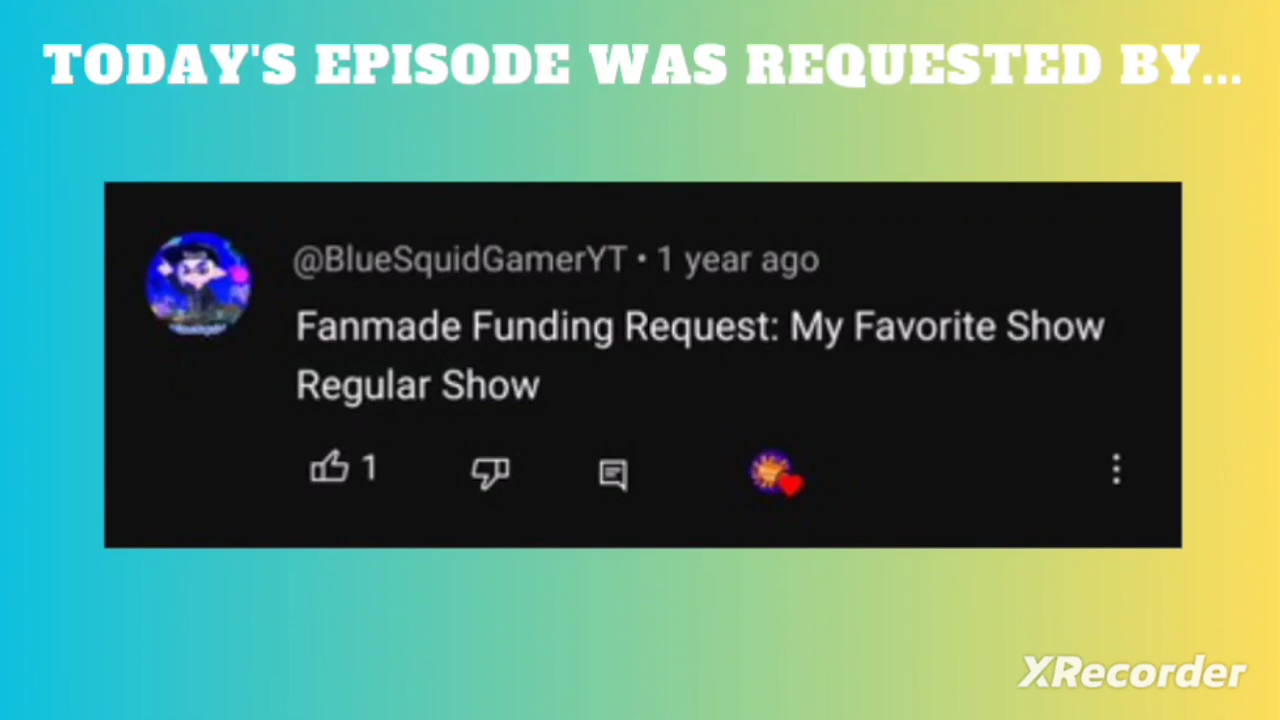 TODAY'S EPISODE WAS REQUESTED BY...
@BlueSquidGamerYT • 1 year ago
Fanmade Funding Request: My Favorite Show
Regular Show
1
XRecorder